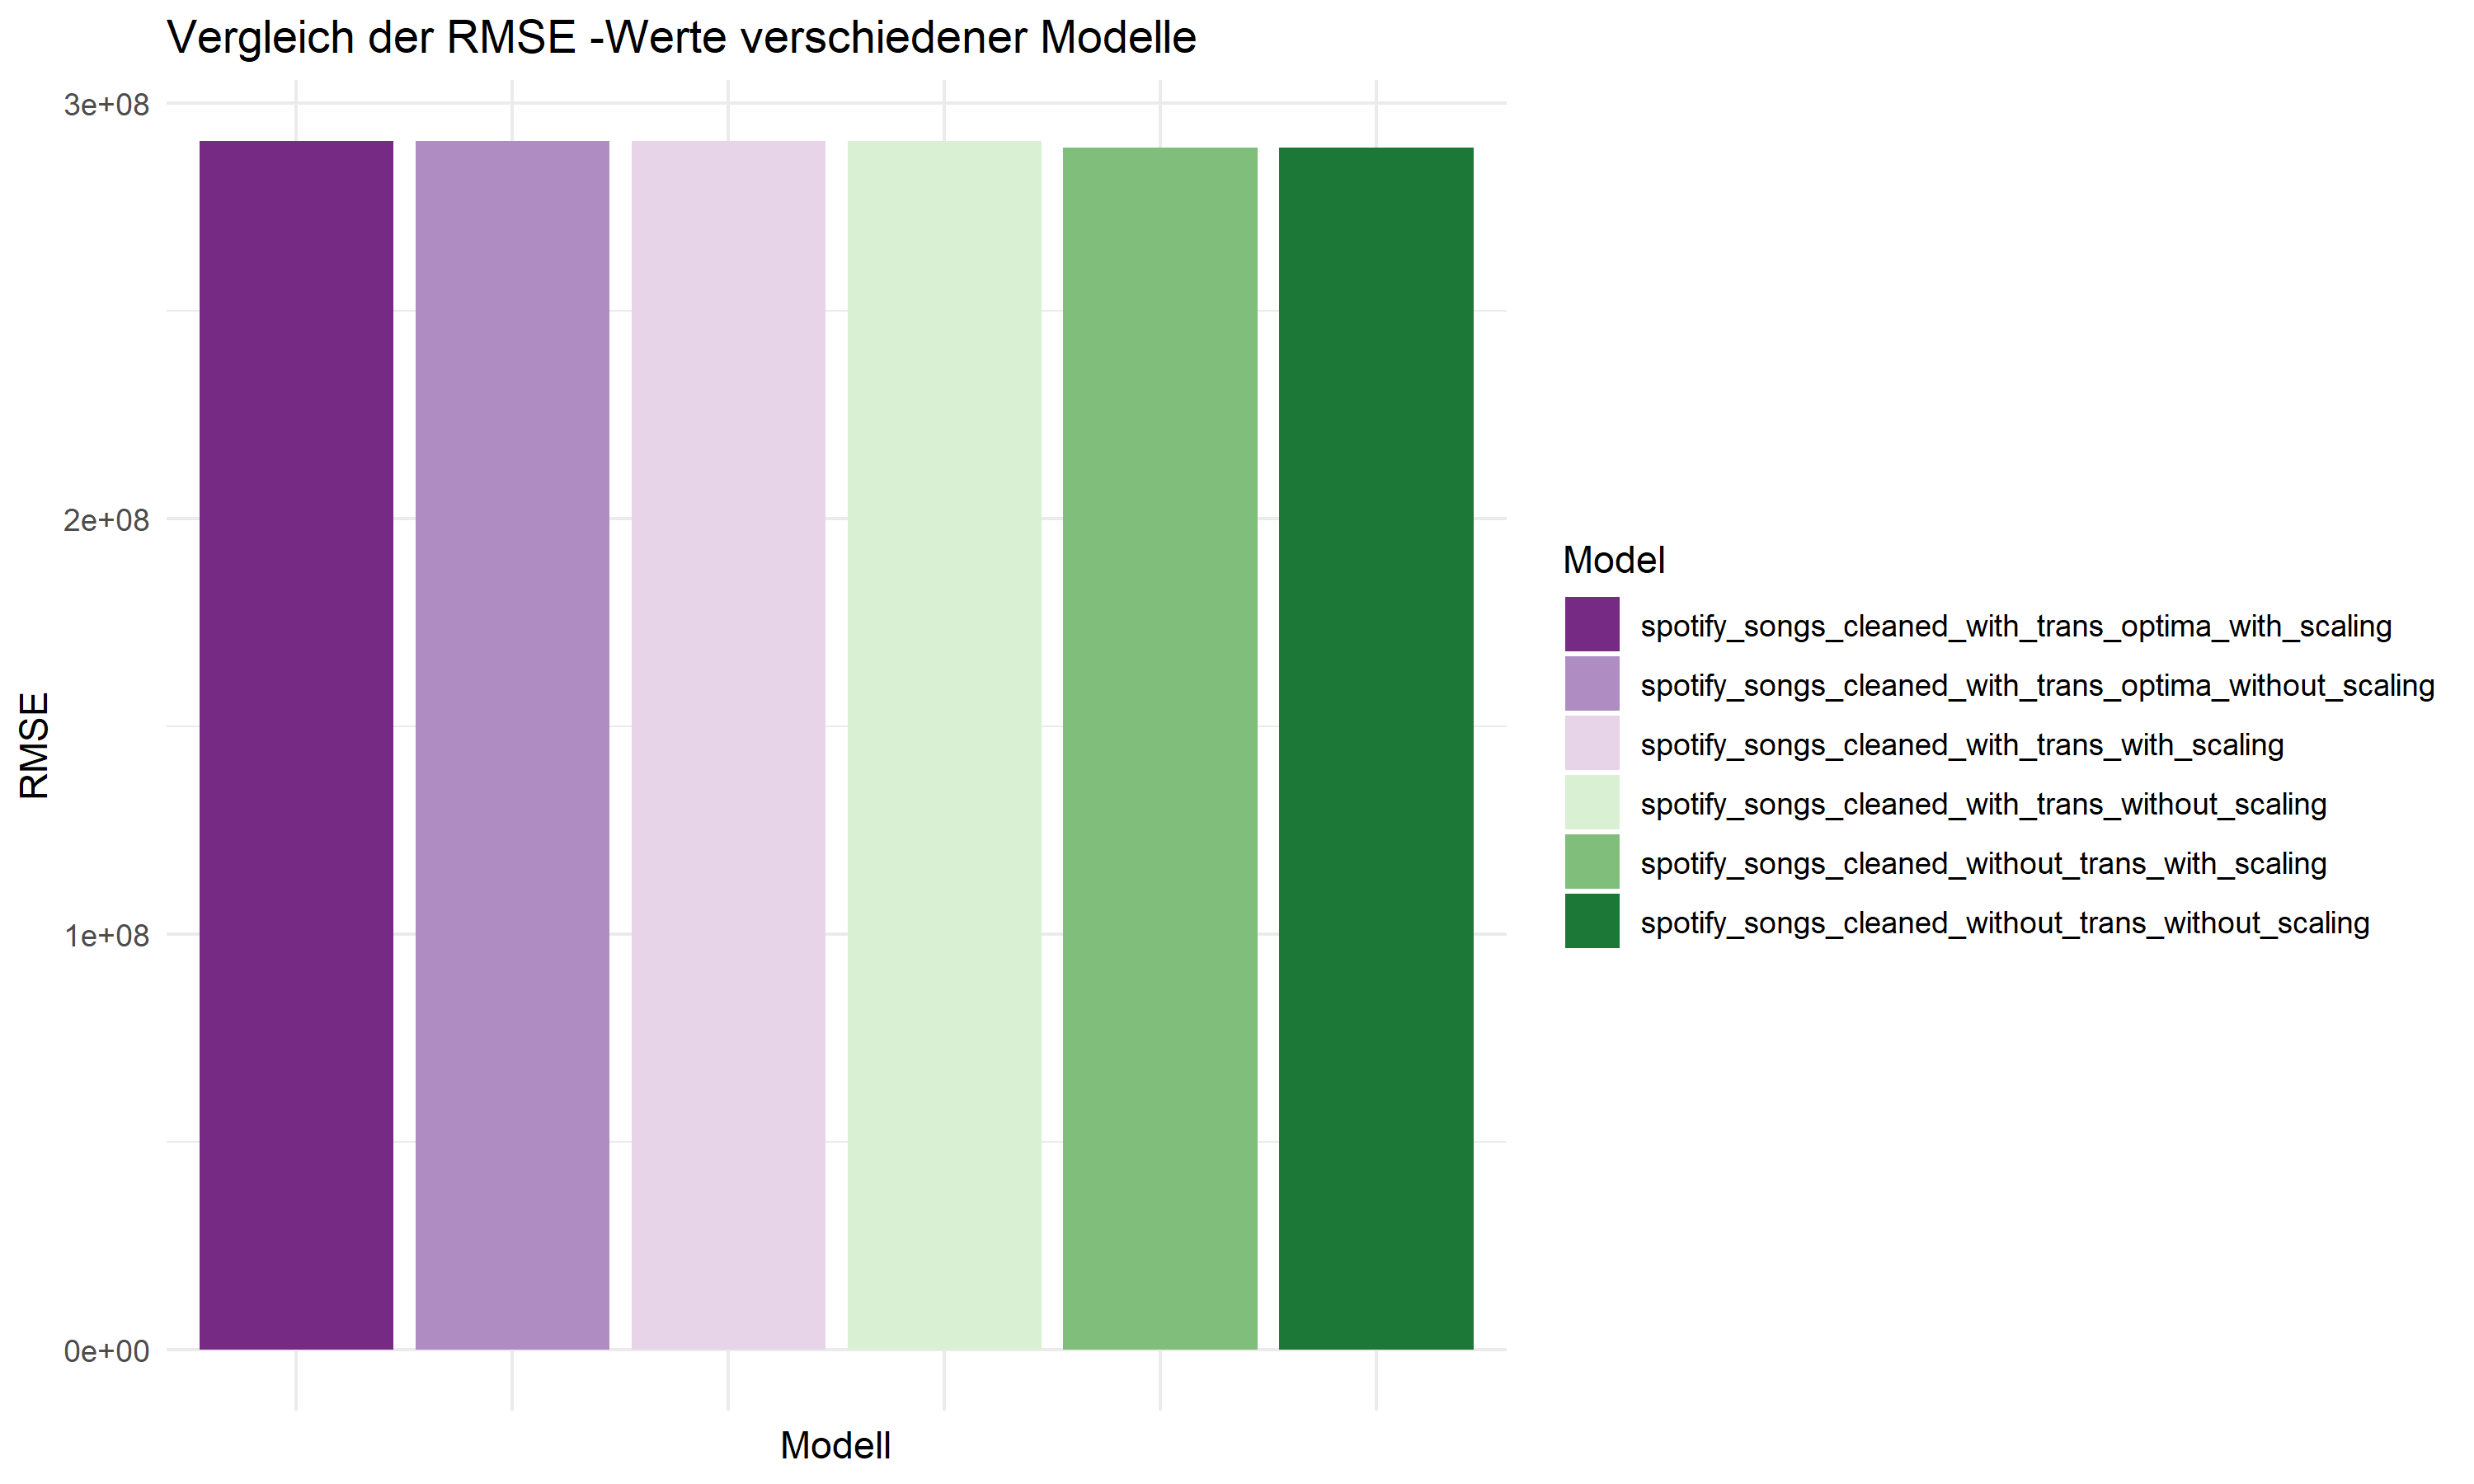 Vergleich der RMSE -Werte verschiedener Modelle
3e+08
2e+08
1e+08
0e+00
RMSE
Modell
Model
spotify_songs_cleaned_with_trans_optima_with_scaling
spotify_songs_cleaned_with_trans_optima_without_scaling
spotify_songs_cleaned_with_trans_with_scaling
spotify_songs_cleaned_with_trans_without_scaling
spotify_songs_cleaned_without_trans_with_scaling
spotify_songs_cleaned_without_trans_without_scaling